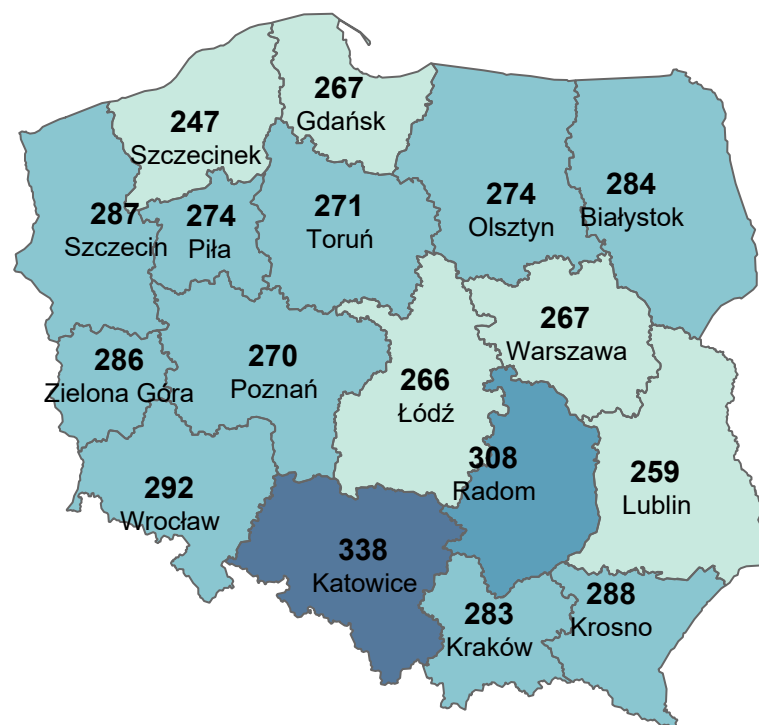 267
Gdańsk
247
Szczecinek
274
Olsztyn
284
Białystok
287
Szczecin
274
Piła
271
Toruń
267
Warszawa
286
Zielona Góra
270
Poznań
266
Łódź
308
Radom
259
Lublin
292
Wrocław
338
Katowice
283
Kraków
288
Krosno